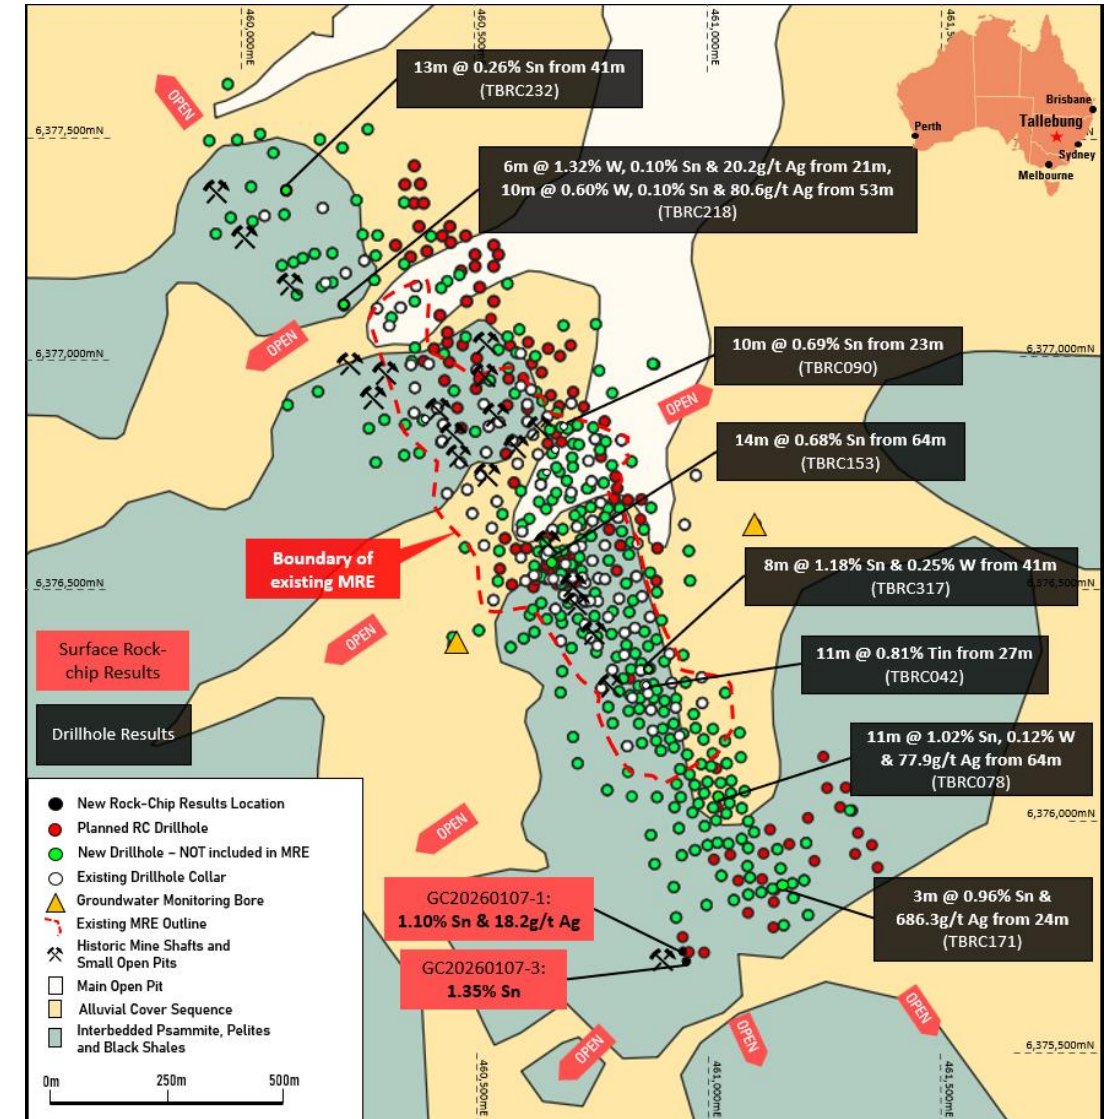 460,000mE
460,500mE
461,000mE
461,5
13m @ 0.26% Sn from 41m
(TBRC232)
OPEN
6,377,500mN
Brisbane
Tallebung
Perth
Sydney
Melbourne
6m @ 1.32% W, 0.10% Sn & 20.2g/t Ag from 21m,
10m @ 0.60% W, 0.10% Sn & 80.6g/t Ag from 53m
(TBRC218)
OPEN
6,377,000mN
10m @ 0.69% Sn from 23m
(TBRC090)
6,377,000mN
OPEN
14m @ 0.68% Sn from 64m
(TBRC153)
Boundary of
existing MRE
6,376,500mN
8m @ 1.18% Sn & 0.25% W from 41m
(TBRC317)
6,376,500mN
OPEN
Surface Rock-
chip Results
11m @ 0.81% Tin from 27m
(TBRC042)
Drillhole Results
11m @ 1.02% Sn, 0.12% W
& 77.9g/t Ag from 64m
(TBRC078)
OPEN
6,376,000mN
New Rock-Chip Results Location
Planned RC Drillhole
New Drillhole – NOT included in MRE
Existing Drillhole Collar
Groundwater Monitoring Bore
Existing MRE Outline
Historic Mine Shafts and
Small Open Pits
Main Open Pit
Alluvial Cover Sequence
Interbedded Psammite, Pelites
and Black Shales
0m
250m
500m
GC20260107-1:
1.10% Sn & 18.2g/t Ag
3m @ 0.96% Sn &
686.3g/t Ag from 24m
(TBRC171)
GC20260107-3:
1.35% Sn
OPEN
OPEN
OPEN
6,375,500mN
460,500mE
461,000mE
461,500mE